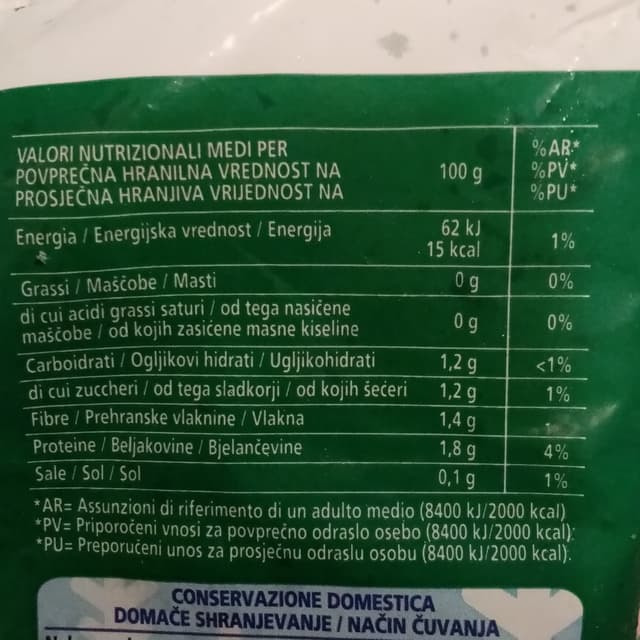 VALORI NUTRIZIONALI MEDI PER
POVPREČNA HRANILNA VREDNOST NA
PROSJEČNA HRANJIVA VRIJEDNOST NA
100 g
%AR*
%PV*
%PU*
Energia / Energijska vrednost / Energija
62 kJ
15 kcal
1%
Grassi / Maščobe / Masti 0 g 0%
di cui acidi grassi saturi / od tega nasičene
maščobe / od kojih zasićene masne kiseline
0 g 0%
Carboidrati / Ogljikovi hidrati / Ugljikohidrati 1,2 g <1%
di cui zuccheri / od tega sladkorji / od kojih šećeri 1,2 g 1%
Fibre / Prehranske vlaknine / Vlakna 1,4 g
Proteine / Beljakovine / Bjelančevine 1,8 g 4%
Sale / Sol / Sol 0,1 g 1%
*AR= Assunzioni di riferimento di un adulto medio (8400 kJ/2000 kcal)
*PV= Priporočeni vnosi za povprečno odraslo osebo (8400 kJ/2000 kcal).
*PU= Preporučeni unos za prosječnu odraslu osobu (8400 kJ/2000 kcal).
CONSERVAZIONE DOMESTICA
DOMAČE SHRANJEVANJE / NAČIN ČUVANJA